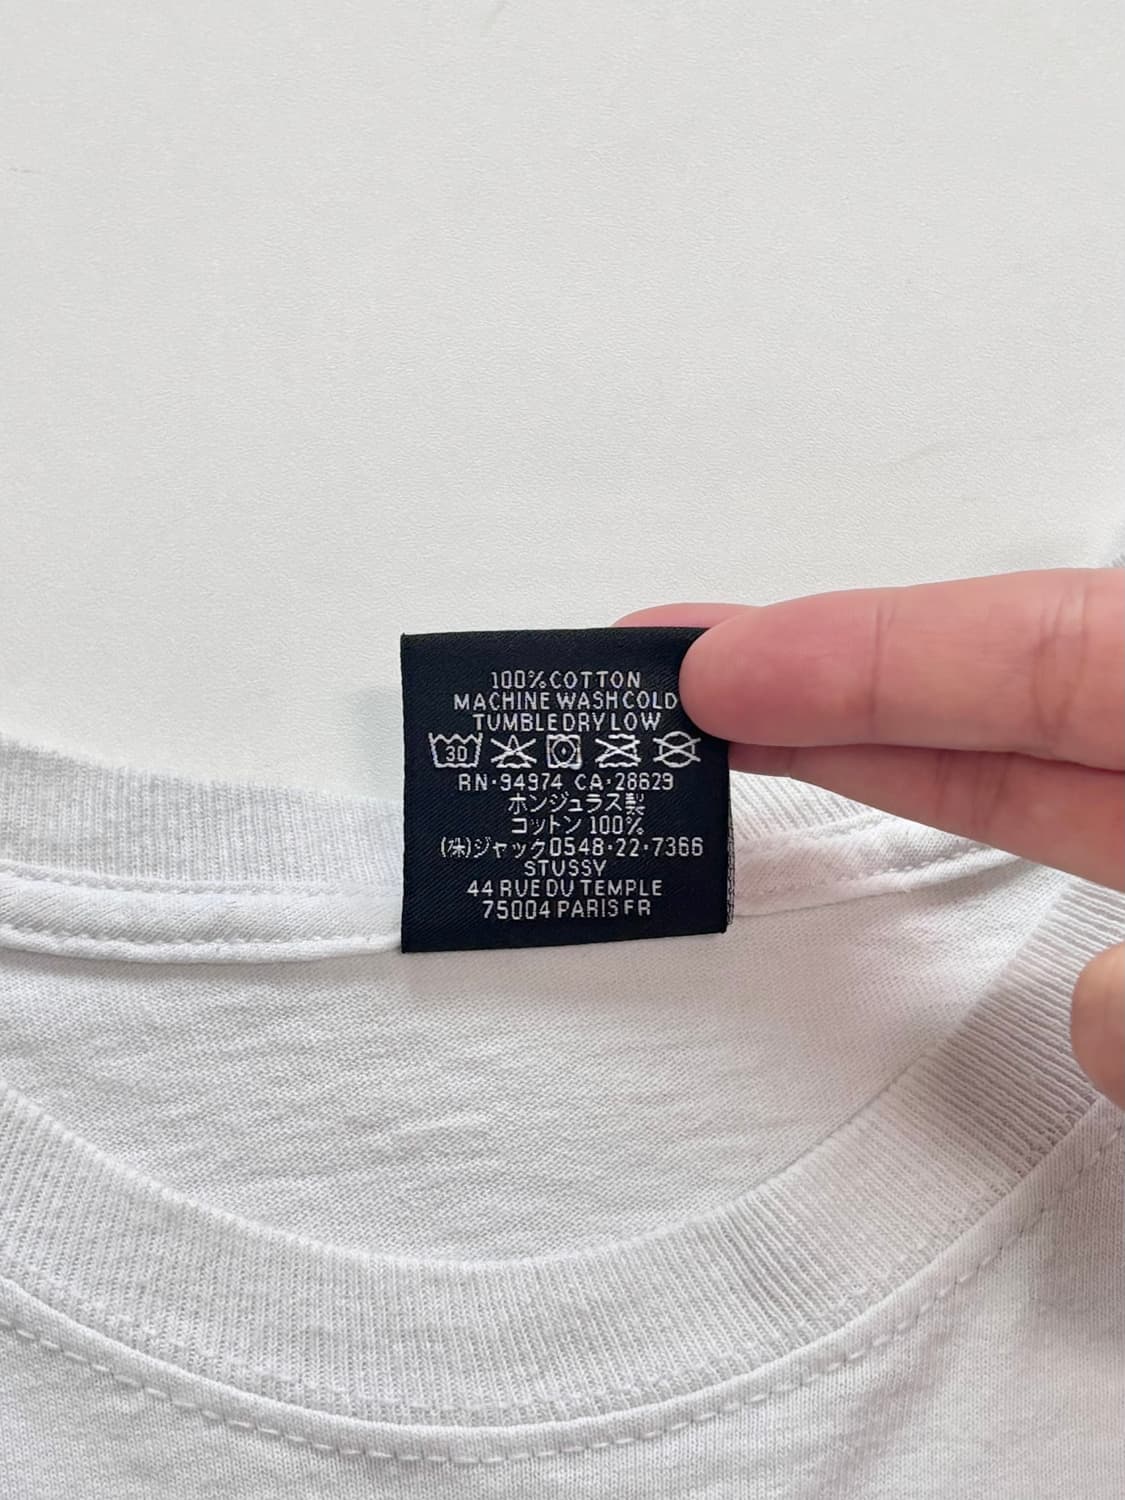 100% COTTON
MACHINE WASH COLD
TUMBLE DRY LOW
30
RN·94974 CA·28629
ホンジュラス製
コットン 100%
(株)ジャック0548·22·7366
STUSSY
44 RUE DU TEMPLE
75004 PARIS FR